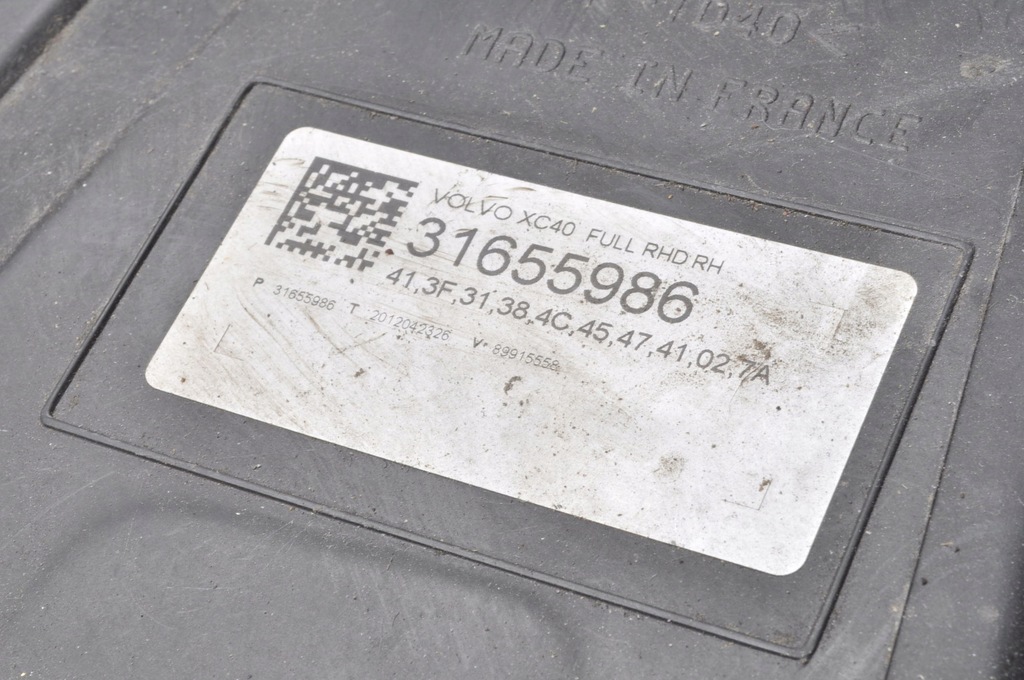 MADE IN FRANCE
VOLVO XC40 FULL RHD RH
31655986
41,3F,31,38,4C,45,47,41,02,7A
P 31655986 T 2012042326 V 89915558